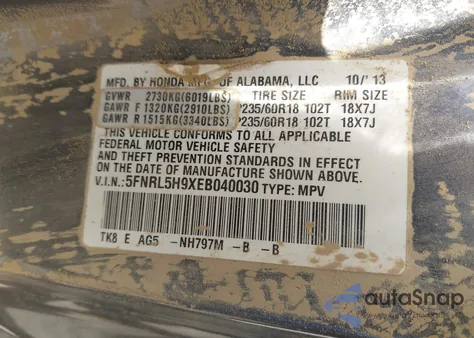 MFD. BY HONDA MFG. OF ALABAMA, LLC 10/'13
GVWR 2730KG(6019LBS) TIRE SIZE RIM SIZE
GAWR F 1320KG(2910LBS) P235/60R18 102T 18X7J
GAWR R 1515KG(3340LBS) P235/60R18 102T 18X7J
THIS VEHICLE CONFORMS TO ALL APPLICABLE
FEDERAL MOTOR VEHICLE SAFETY
AND THEFT PREVENTION STANDARDS IN EFFECT
ON THE DATE OF MANUFACTURE SHOWN ABOVE.
V.I.N.: 5FNRL5H9XEB040030 TYPE: MPV
TK8 E AG5 -NH797M -B -B
autoSnap